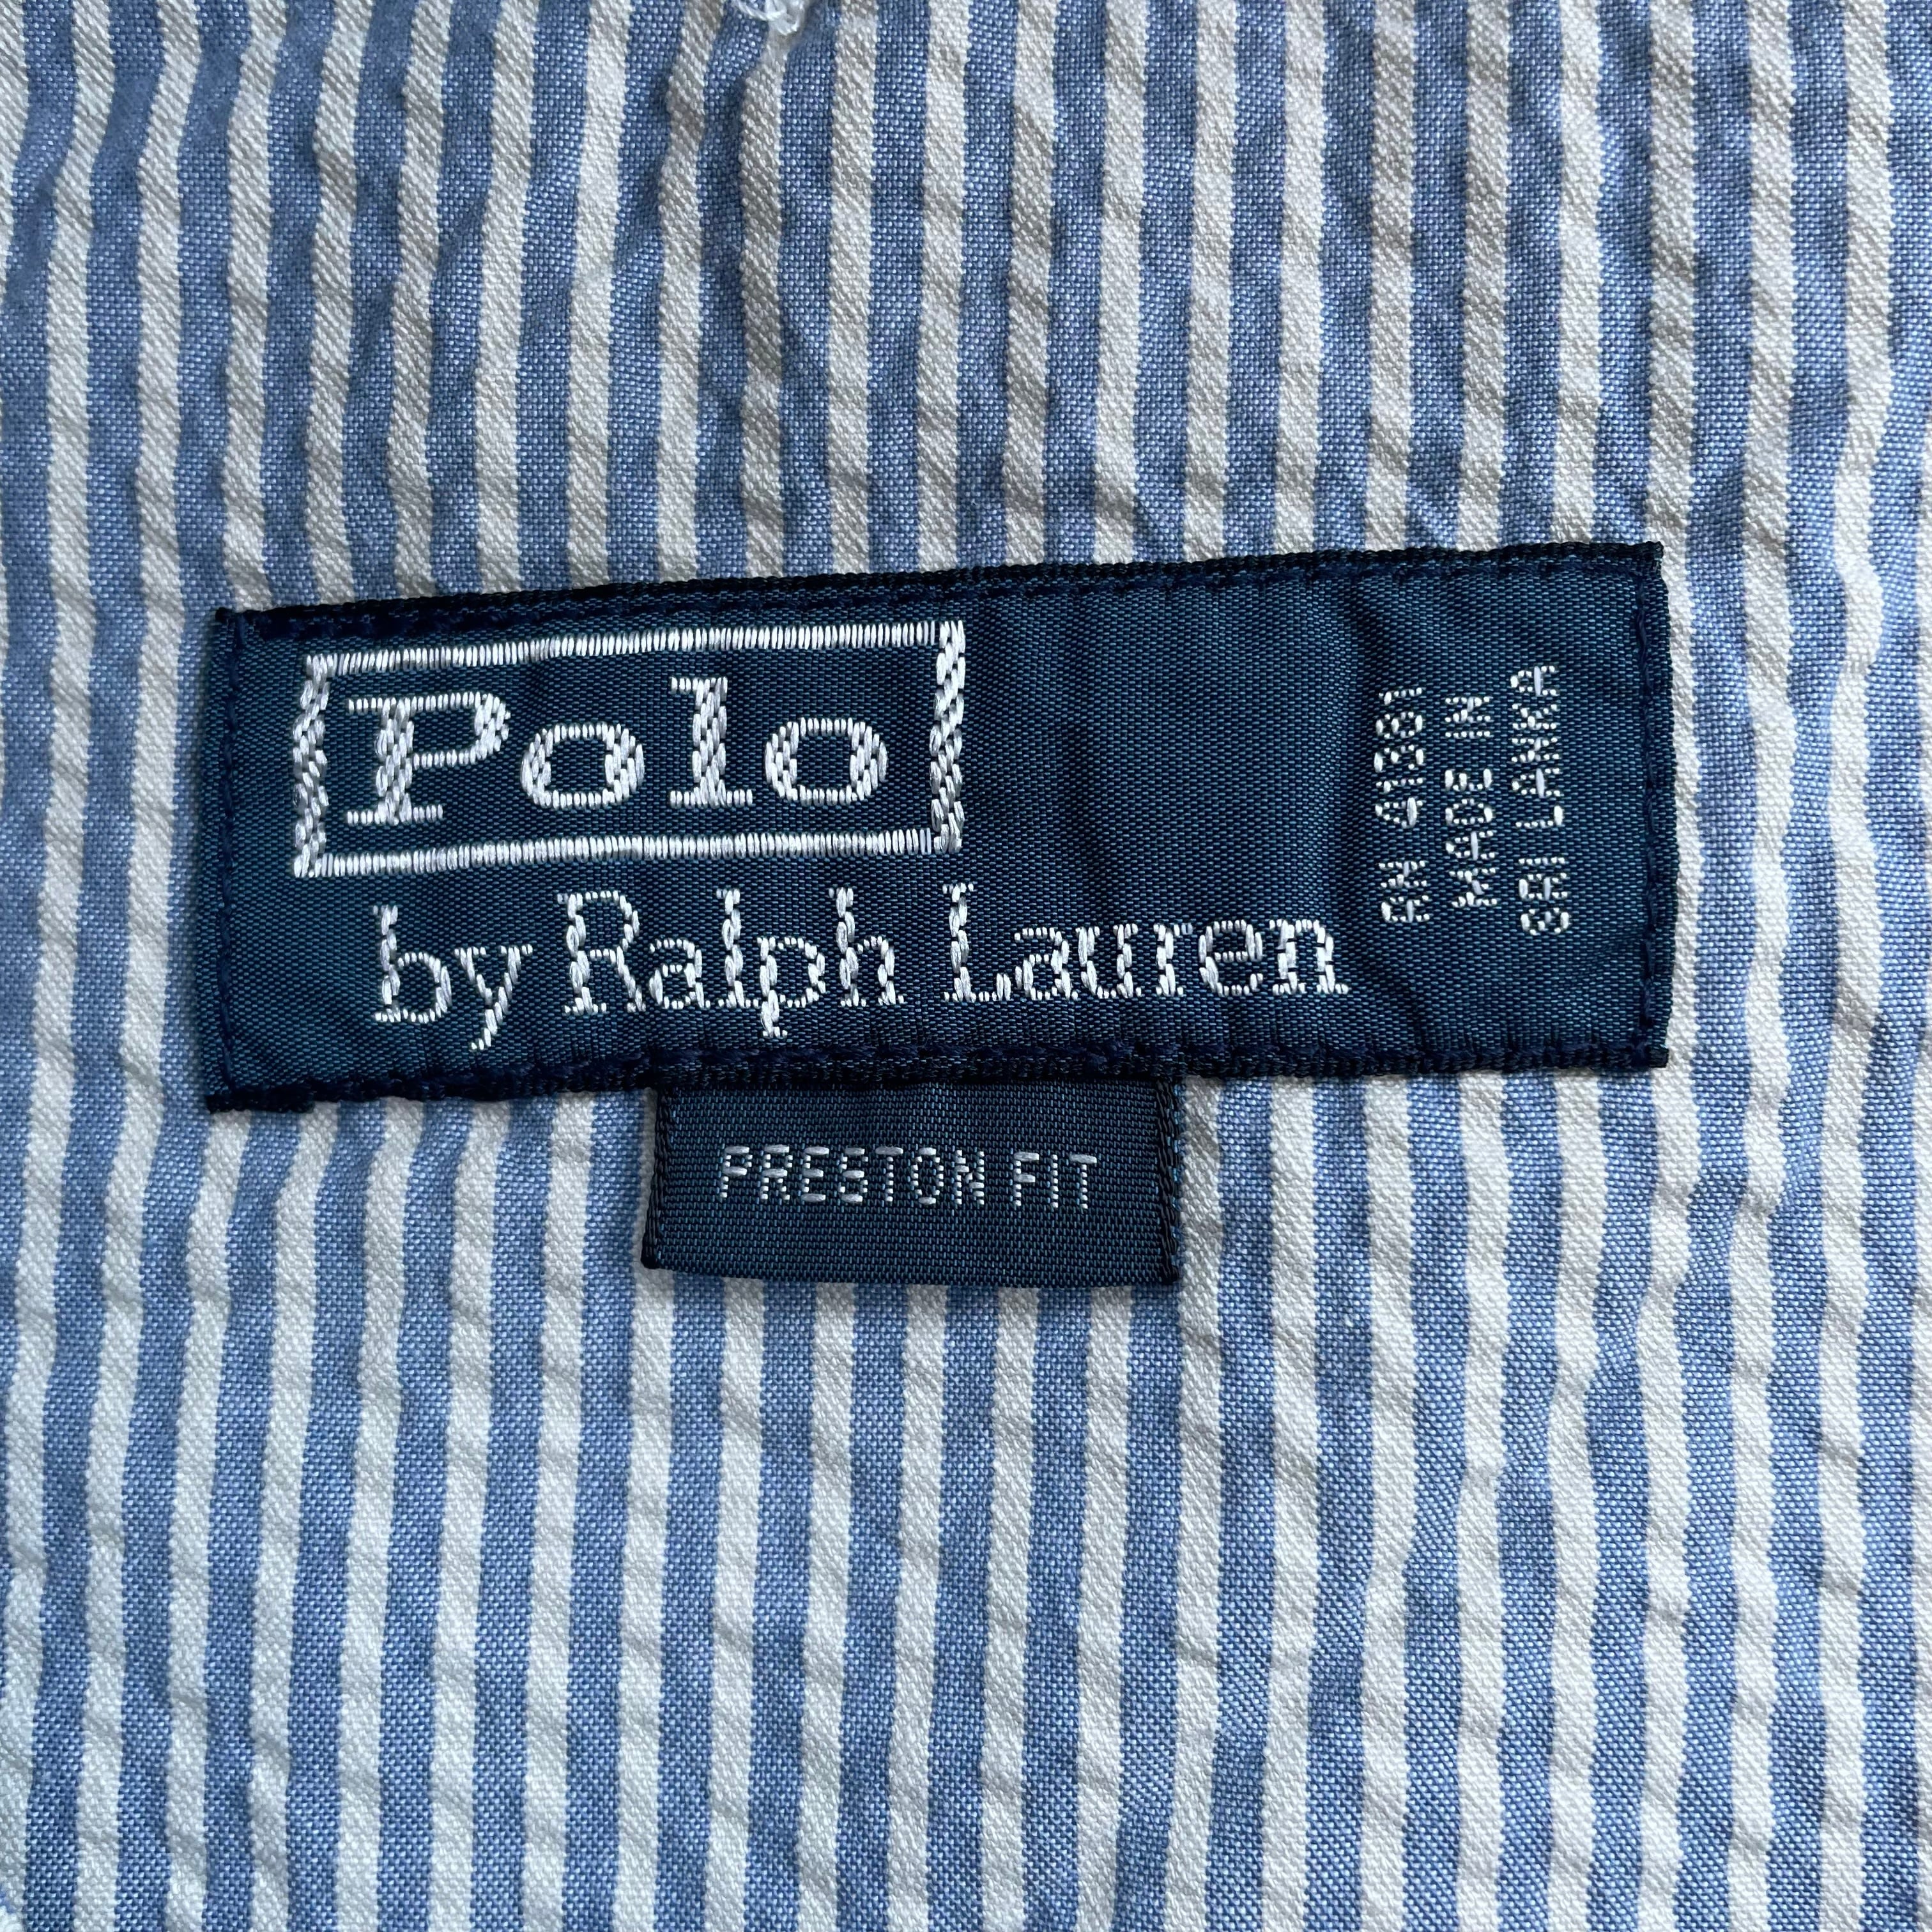 Polo
by Ralph Lauren
RN 41381
MADE IN
SRI LANKA
PRESTON FIT